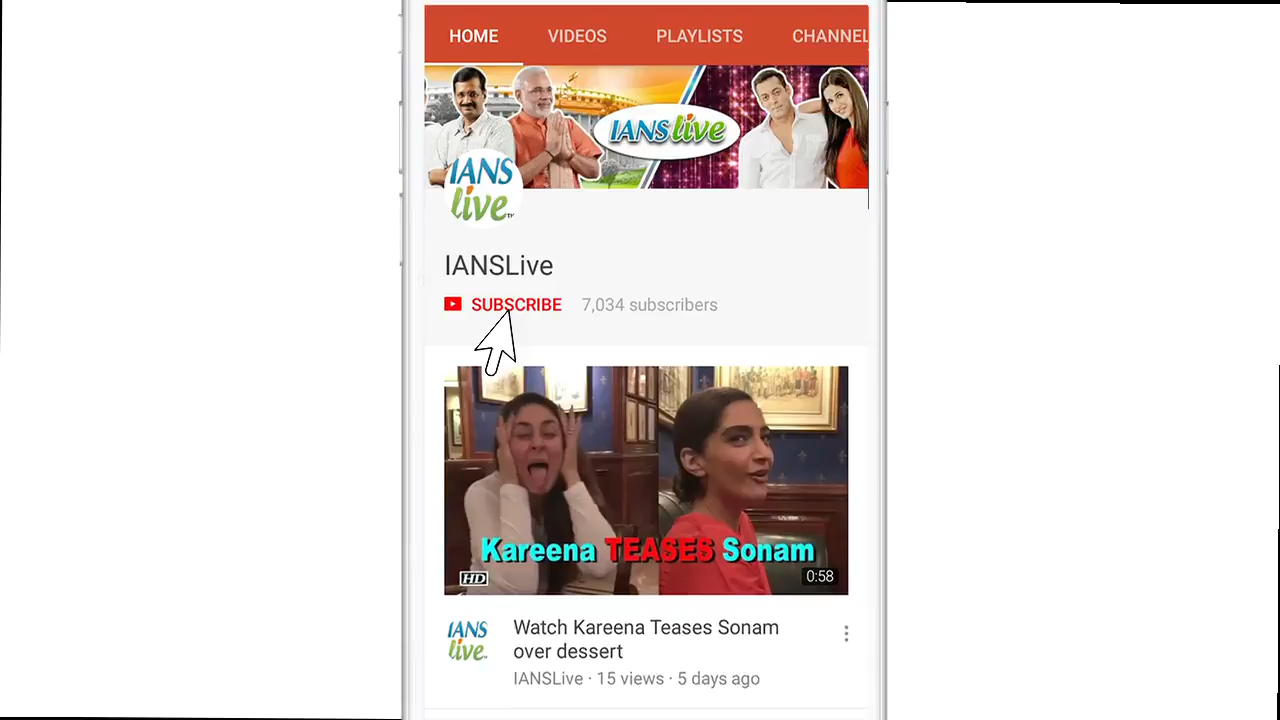 HOME VIDEOS PLAYLISTS CHANNEL
IANS live
IANS
live™
IANSLive
SUBSCRIBE 7,034 subscribers
Kareena TEASES Sonam
HD 0:58
IANS
live
Watch Kareena Teases Sonam
over dessert
IANSLive · 15 views · 5 days ago